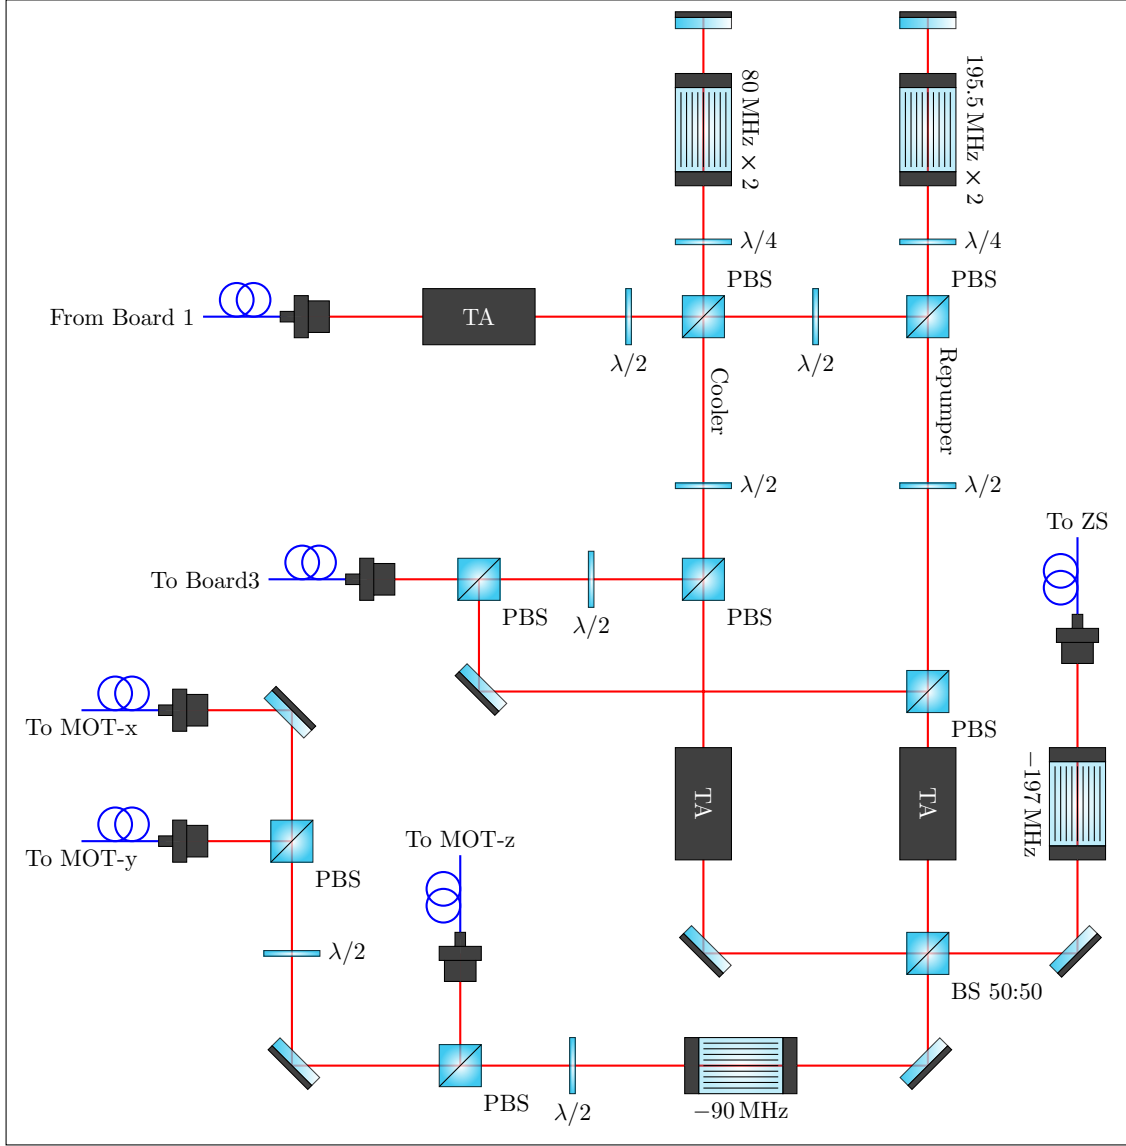 80 MHz × 2
195.5 MHz × 2
λ/4
λ/4
PBS
PBS
From Board 1
TA
λ/2
λ/2
Cooler
Repumper
λ/2
λ/2
To ZS
To Board3
PBS
λ/2
PBS
To MOT-x
PBS
TA
TA
−197 MHz
To MOT-y
To MOT-z
PBS
λ/2
BS 50:50
PBS
λ/2
−90 MHz